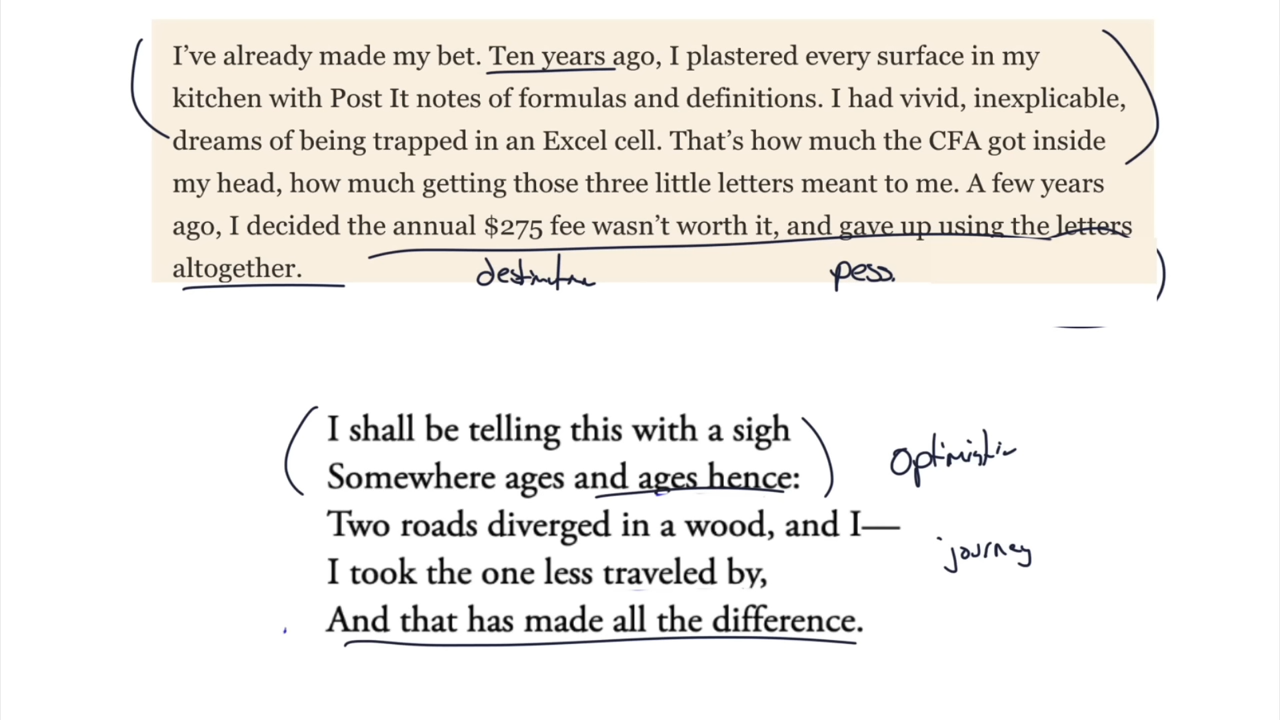 I've already made my bet. Ten years ago, I plastered every surface in my
kitchen with Post It notes of formulas and definitions. I had vivid, inexplicable,
dreams of being trapped in an Excel cell. That's how much the CFA got inside
my head, how much getting those three little letters meant to me. A few years
ago, I decided the annual $275 fee wasn't worth it, and gave up using the letters
altogether.
pess.
I shall be telling this with a sigh
Somewhere ages and ages hence:
Two roads diverged in a wood, and I—
I took the one less traveled by,
And that has made all the difference.
optimistic
journey